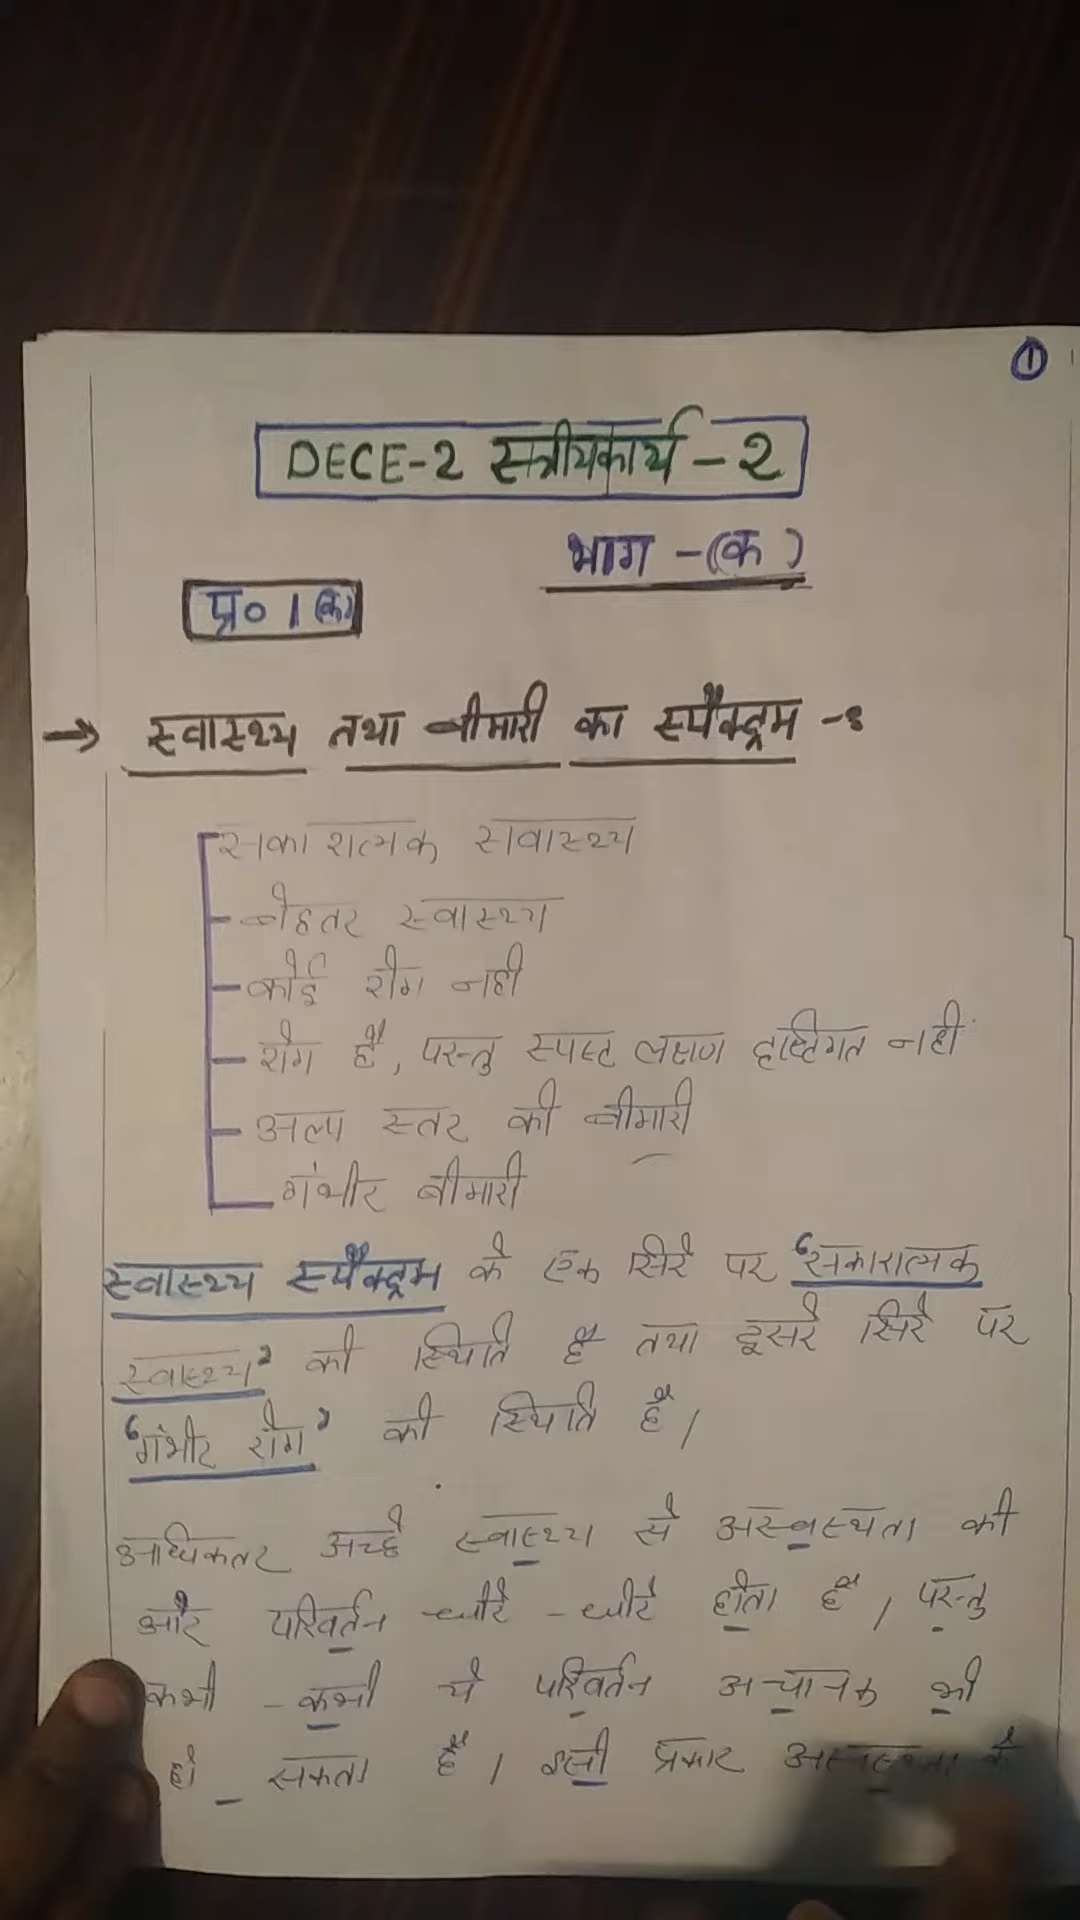 ①
DECE-2 सत्रीयकार्य - 2
भाग - (क)
प्र० 1 (क)
→ स्वास्थ्य तथा बीमारी का स्पैक्ट्रम -:
सकारात्मक सवास्थ्य
बेहतर स्वास्थ्य
कोई रोग नही
रोग है, परन्तु स्पष्ट लक्षण दृष्टिगत नही
अल्प स्तर की बीमारी
गंभीर बीमारी
स्वास्थ्य स्पैक्ट्रम के एक सिरे पर ‘सकारात्मक
स्वास्थ्य’ की स्थिति है तथा दूसरे सिरे पर
‘गंभीर रोग’ की स्थिति है।
अधिकतर अच्छे स्वास्थ्य से अस्वस्थता की
और परिवर्तन धीरे - धीरे होता है, परन्तु
कभी - कभी ये परिवर्तन अचानक भी
हो सकता है। इसी प्रकार के